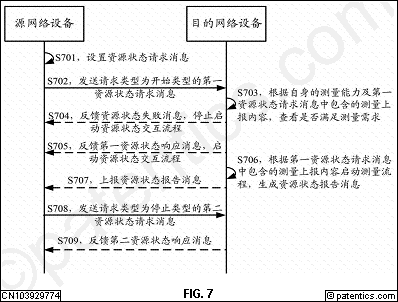 源网络设备
目的网络设备
S701，设置资源状态请求消息
S702，发送请求类型为开始类型的第一
资源状态请求消息
S703，根据自身的测量能力及第一
资源状态请求消息中包含的测量上
报内容，查看是否满足测量需求
S704，反馈资源状态失败消息，停止启
动资源状态交互流程
S705，反馈第一资源状态响应消息，启
动资源状态交互流程
S706，根据第一资源状态请求消息
中包含的测量上报内容启动测量流
程，生成资源状态报告消息
S707，上报资源状态报告消息
S708，发送请求类型为停止类型的第二
资源状态请求消息
S709，反馈第二资源状态响应消息
CN103929774
FIG. 7
© patentics.com